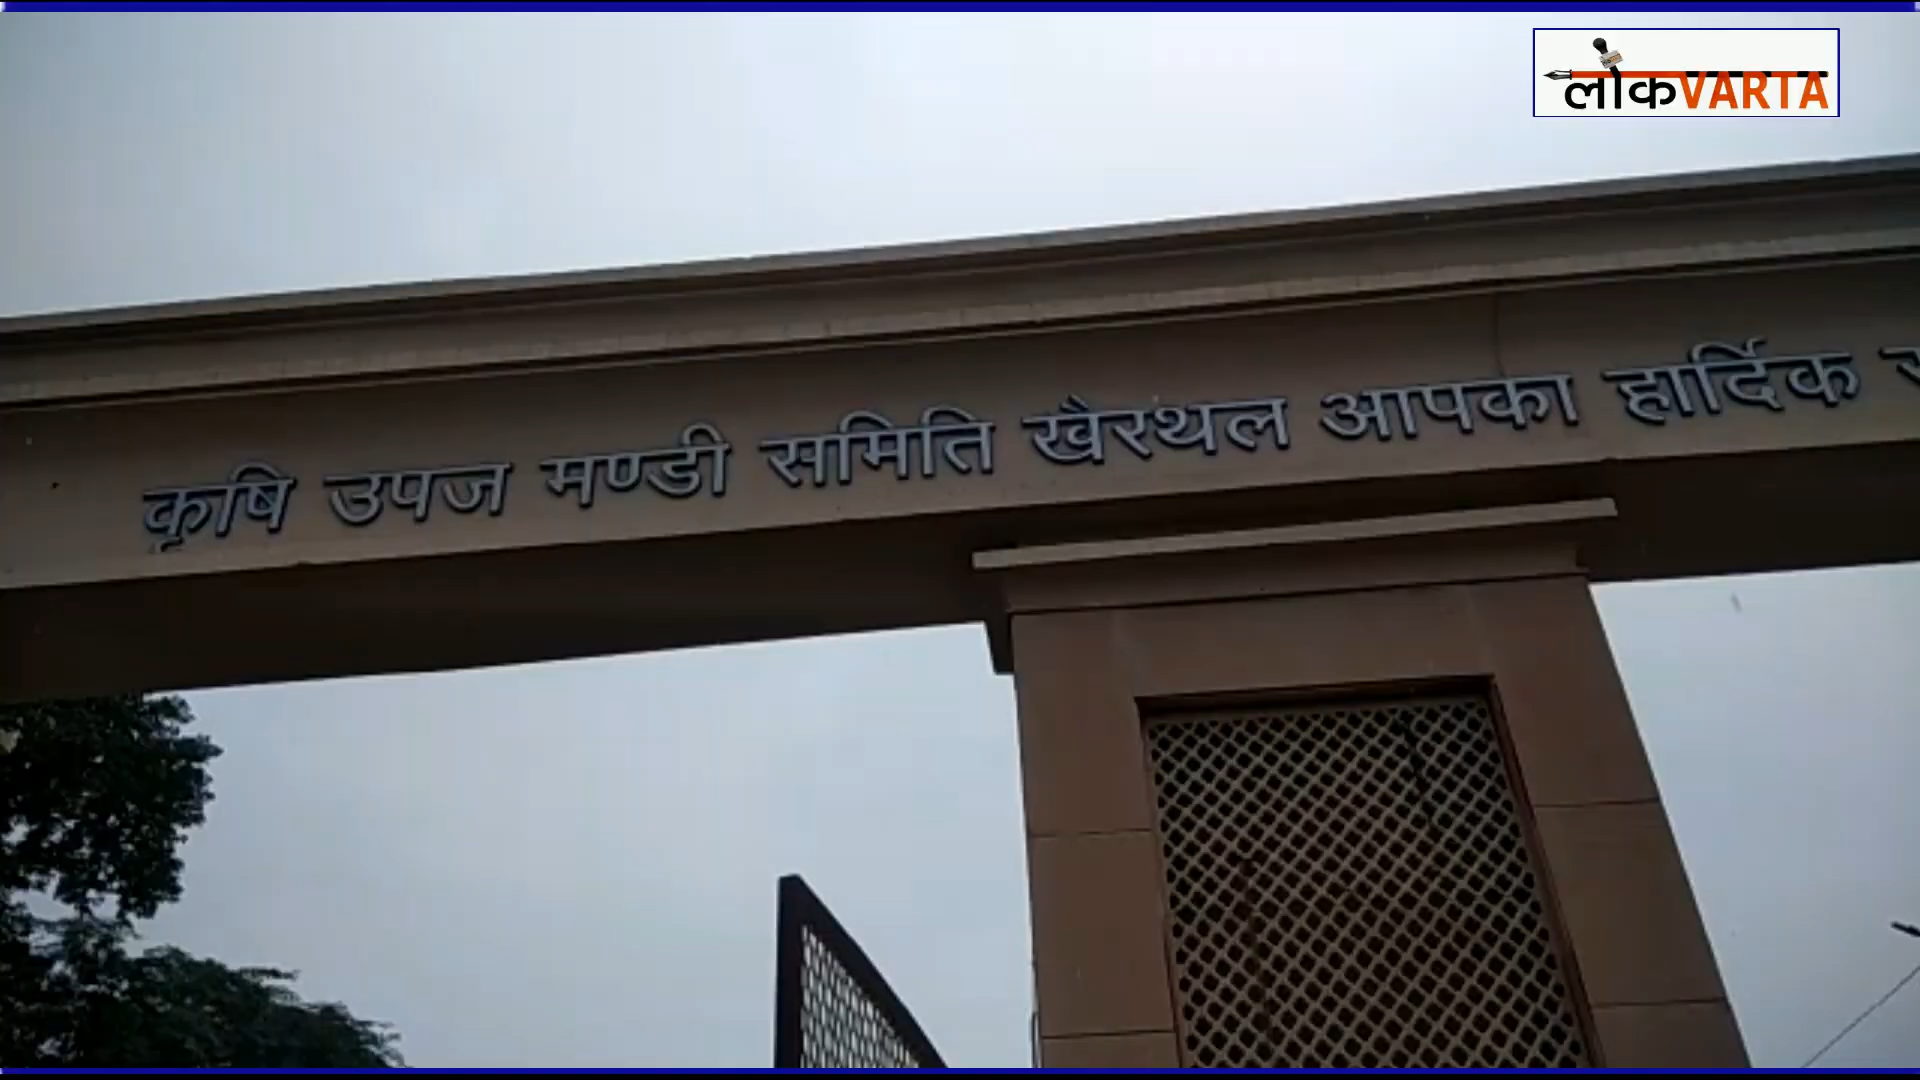 लोकVARTA
कृषि उपज मण्डी समिति खैरथल आपका हार्दिक